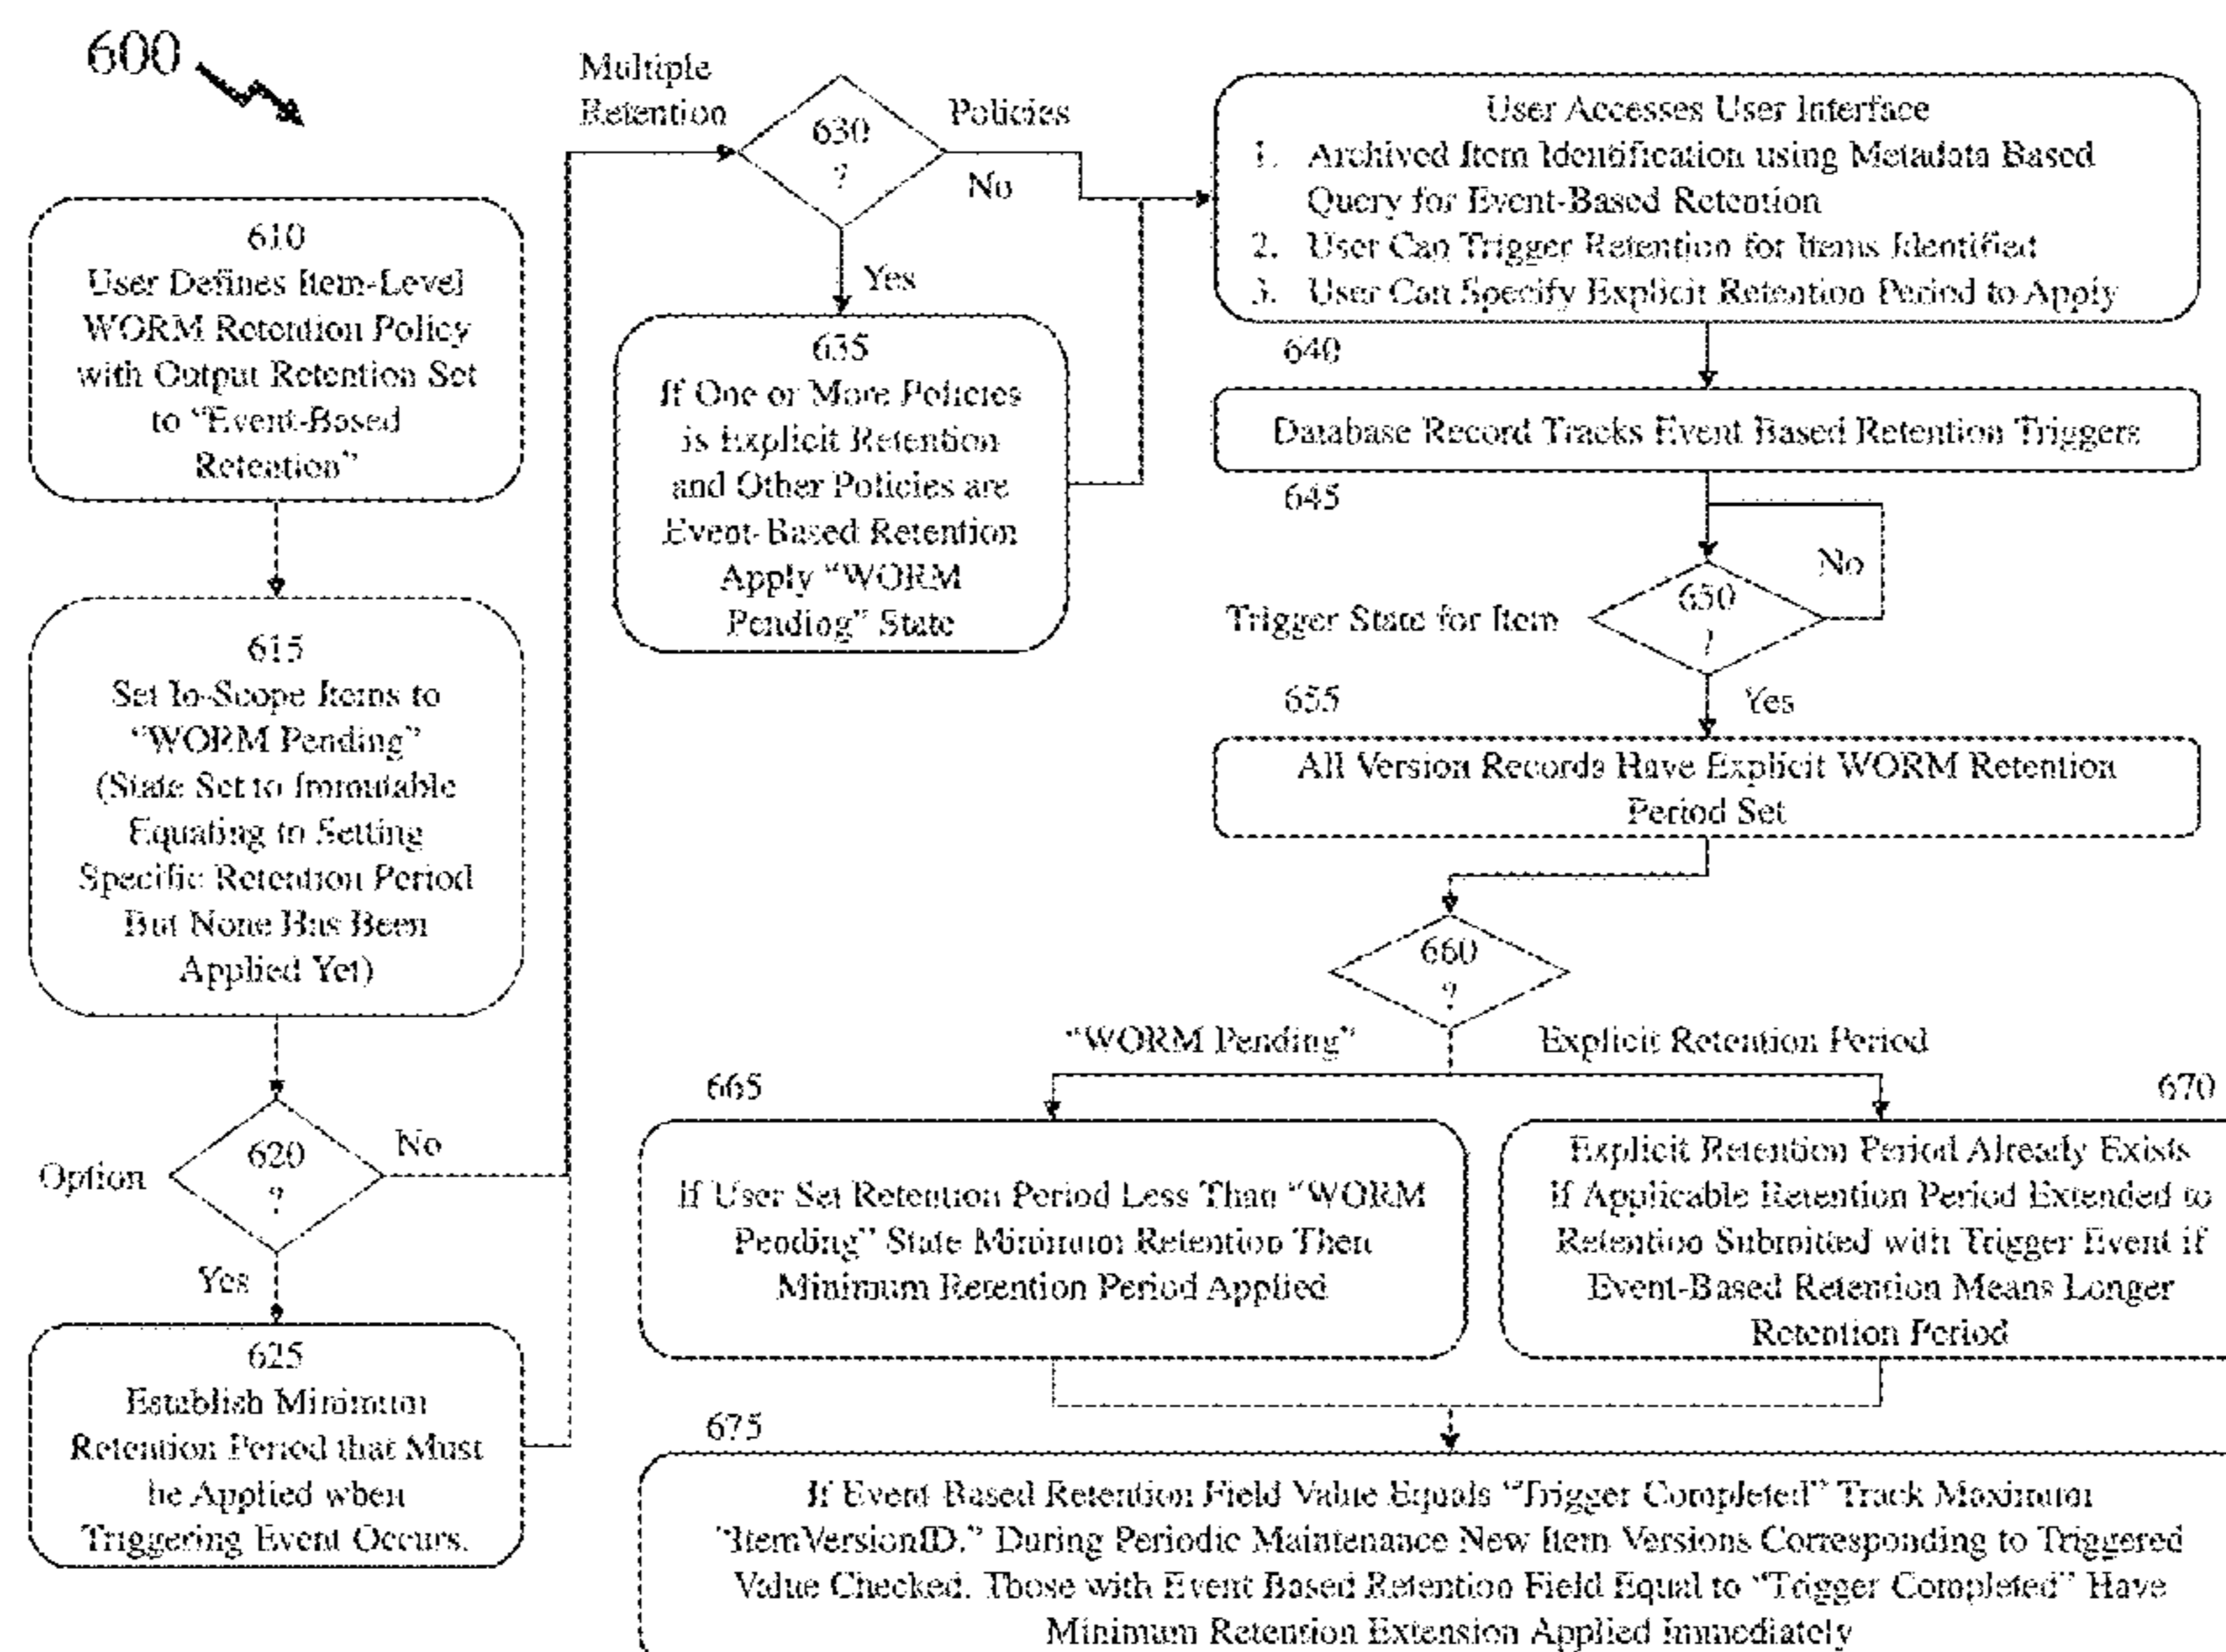 600
610
User Defines Item-Level
WORM Retention Policy
with Output Retention Set
to "Event-Based
Retention"
615
Set In-Scope Items to
"WORM Pending"
(State Set to Immutable
Equating to Setting
Specific Retention Period
But None Has Been
Applied Yet)
Option
620
?
No
Yes
625
Establish Minimum
Retention Period that Must
be Applied when
Triggering Event Occurs.
Multiple
Retention
630
?
Policies
No
Yes
635
If One or More Policies
is Explicit Retention
and Other Policies are
Event-Based Retention
Apply "WORM
Pending" State
User Accesses User Interface
1. Archived Item Identification using Metadata Based
Query for Event-Based Retention
2. User Can Trigger Retention for Items Identified
3. User Can Specify Explicit Retention Period to Apply
640
Database Record Tracks Event Based Retention Triggers
645
Trigger State for Item
650
?
No
Yes
655
All Version Records Have Explicit WORM Retention
Period Set
660
?
"WORM Pending"
Explicit Retention Period
665
If User Set Retention Period Less Than "WORM
Pending" State Minimum Retention Then
Minimum Retention Period Applied
670
Explicit Retention Period Already Exists
If Applicable Retention Period Extended to
Retention Submitted with Trigger Event if
Event-Based Retention Means Longer
Retention Period
675
If Event Based Retention Field Value Equals "Trigger Completed" Track Maximum
"ItemVersionID." During Periodic Maintenance New Item Versions Corresponding to Triggered
Value Checked. Those with Event Based Retention Field Equal to "Trigger Completed" Have
Minimum Retention Extension Applied Immediately